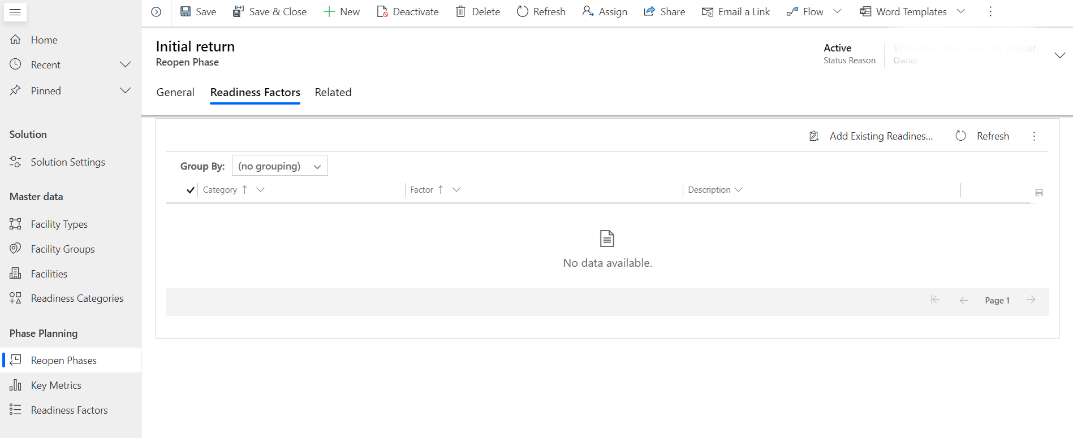 Save
Save & Close
New
Deactivate
Delete
Refresh
Assign
Share
Email a Link
Flow
Word Templates
Home
Recent
Pinned
Solution
Solution Settings
Master data
Facility Types
Facility Groups
Facilities
Readiness Categories
Phase Planning
Reopen Phases
Key Metrics
Readiness Factors
Initial return
Reopen Phase
Active
Status Reason
Owner
General
Readiness Factors
Related
Add Existing Readines...
Refresh
Group By:
(no grouping)
Category
Factor
Description
No data available.
Page 1